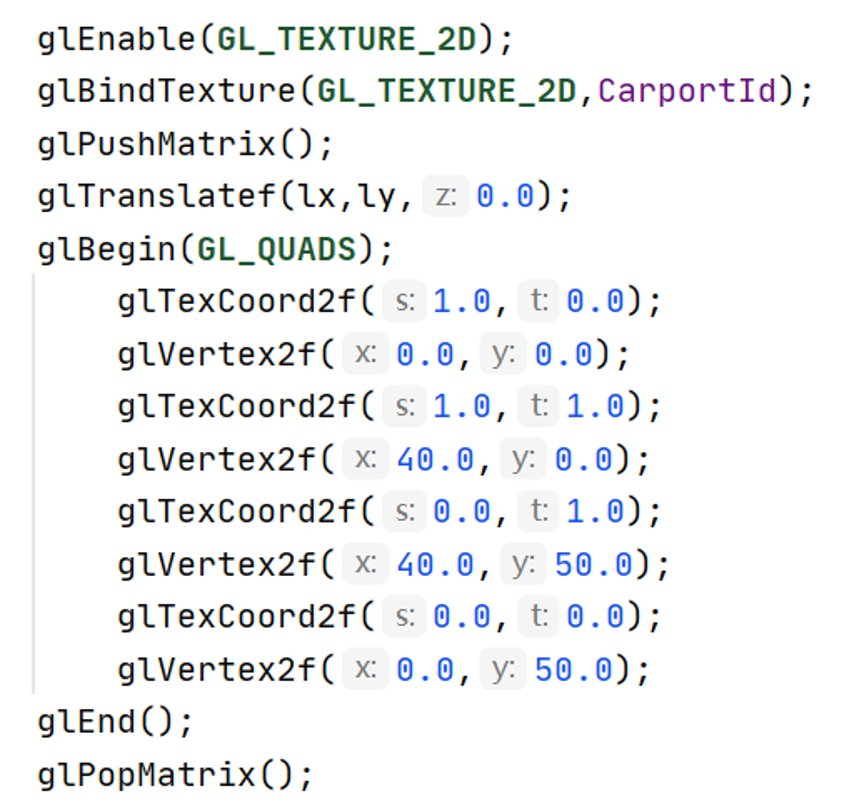 glEnable(GL_TEXTURE_2D);
glBindTexture(GL_TEXTURE_2D,CarportId);
glPushMatrix();
glTranslatef(lx,ly, z: 0.0);
glBegin(GL_QUADS);
glTexCoord2f( s: 1.0, t: 0.0);
glVertex2f( x: 0.0, y: 0.0);
glTexCoord2f( s: 1.0, t: 1.0);
glVertex2f( x: 40.0, y: 0.0);
glTexCoord2f( s: 0.0, t: 1.0);
glVertex2f( x: 40.0, y: 50.0);
glTexCoord2f( s: 0.0, t: 0.0);
glVertex2f( x: 0.0, y: 50.0);
glEnd();
glPopMatrix();